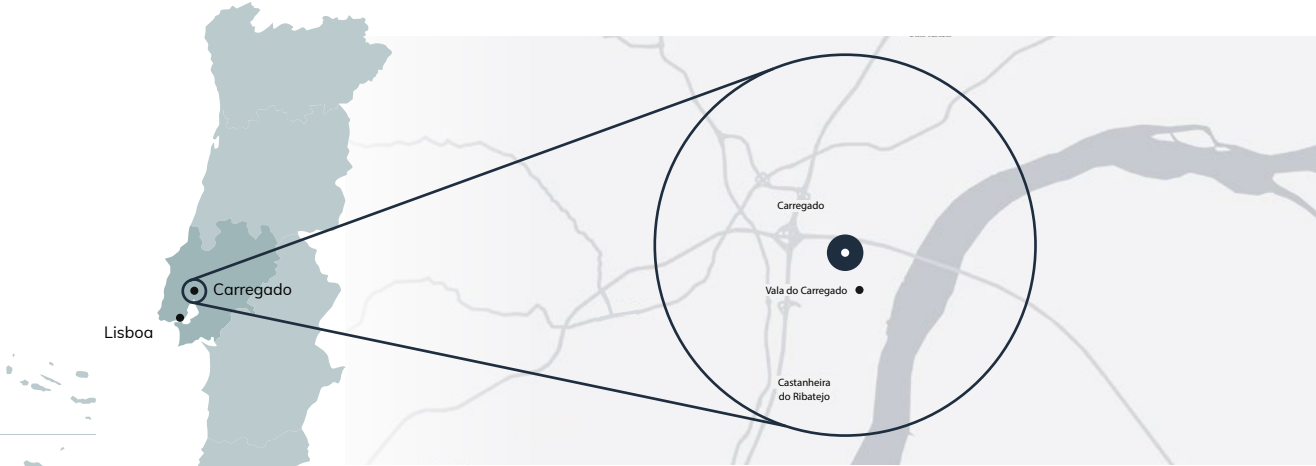 Carregado
Carregado
Lisboa
Vala do Carregado
Castanheira
do Ribatejo